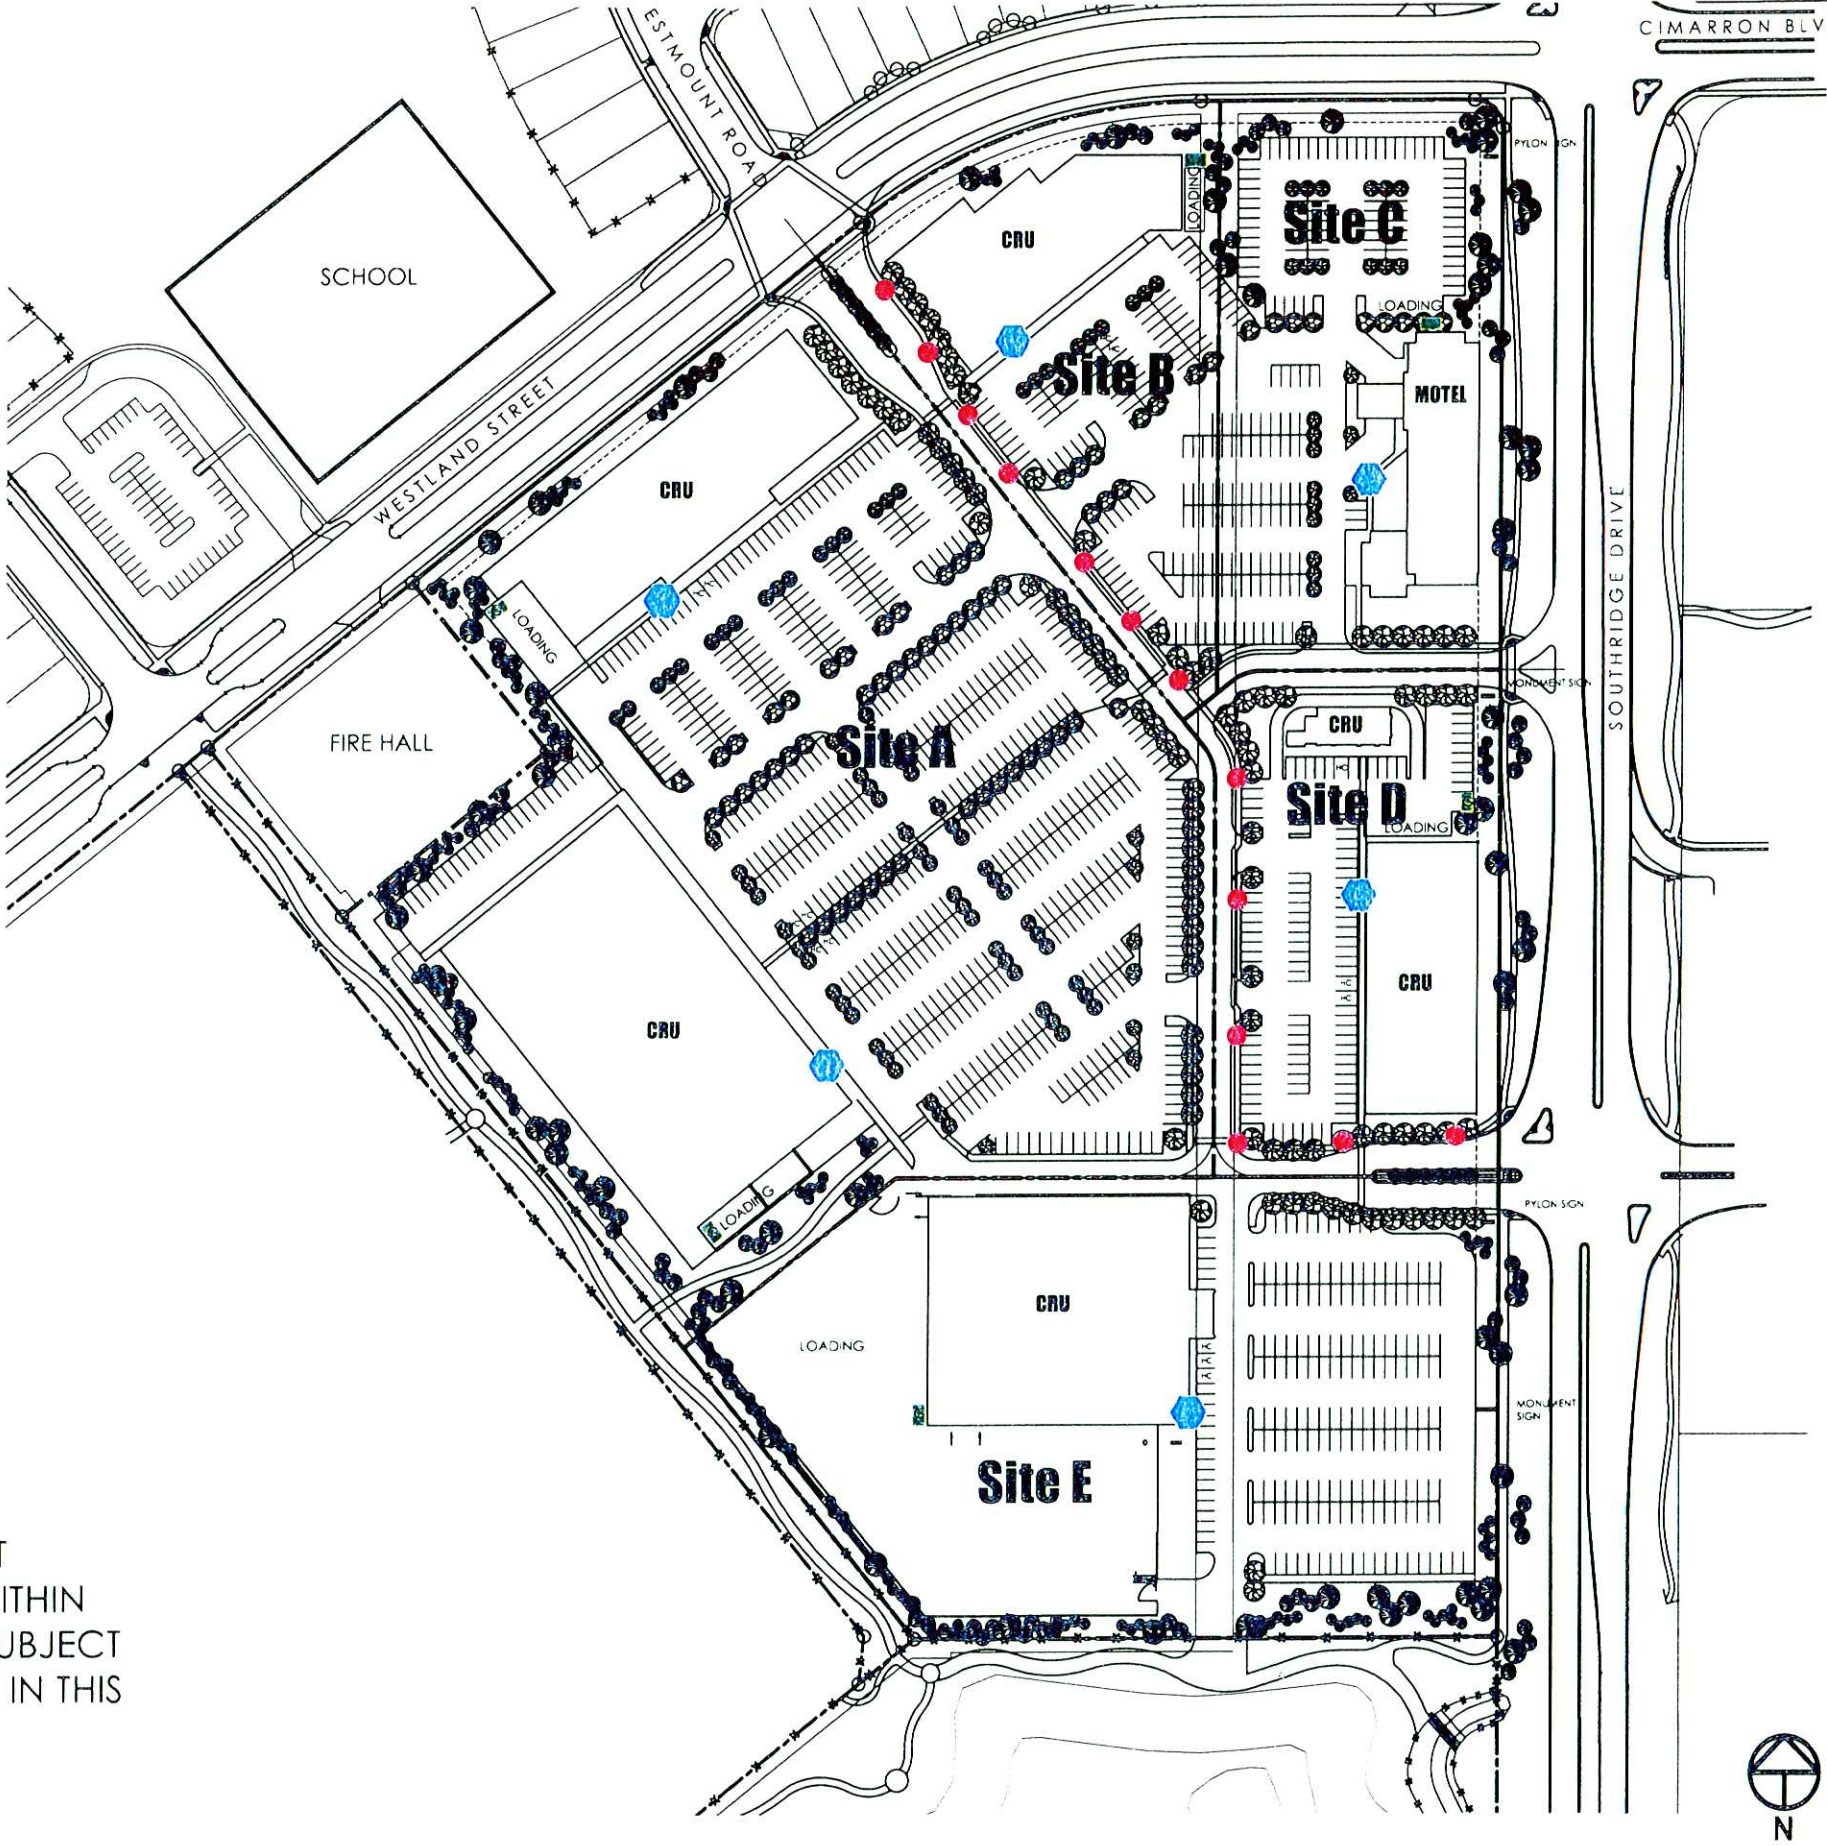 CIMARRON BLV
ESTMOUNT ROAD
PYLON SIGN
LOADING
Site C
SCHOOL
CRU
LOADING
Site B
MOTEL
WESTLAND STREET
CRU
SOUTHRIDGE DRIVE
LOADING
MONUMENT SIGN
CRU
FIRE HALL
Site A
Site D
LOADING
CRU
CRU
LOADING
PYLON SIGN
CRU
LOADING
MONUMENT
SIGN
Site E
T
ITHIN
UBJECT
IN THIS
N